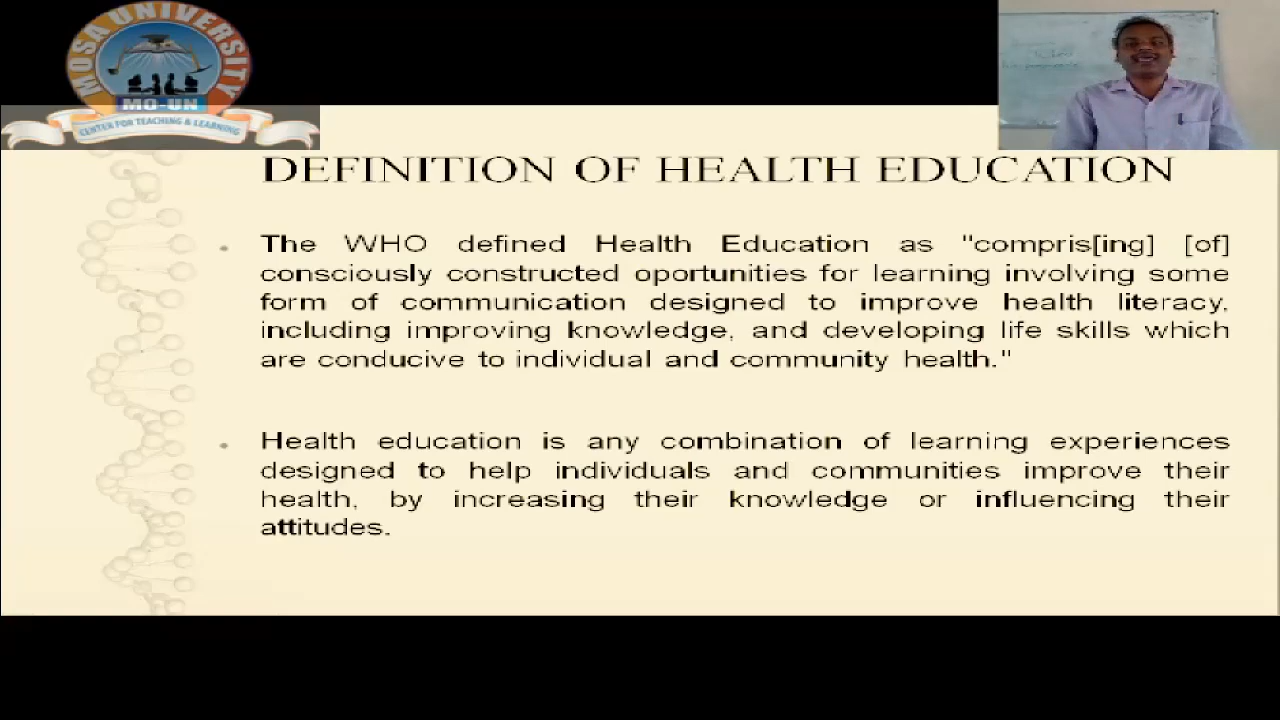 MOSA UNIVERSITY
MO-UN
CENTER FOR TEACHING & LEARNING
DEFINITION OF HEALTH EDUCATION
• The WHO defined Health Education as "compris[ing] [of]
consciously constructed oportunities for learning involving some
form of communication designed to improve health literacy,
including improving knowledge, and developing life skills which
are conducive to individual and community health."
• Health education is any combination of learning experiences
designed to help individuals and communities improve their
health, by increasing their knowledge or influencing their
attitudes.